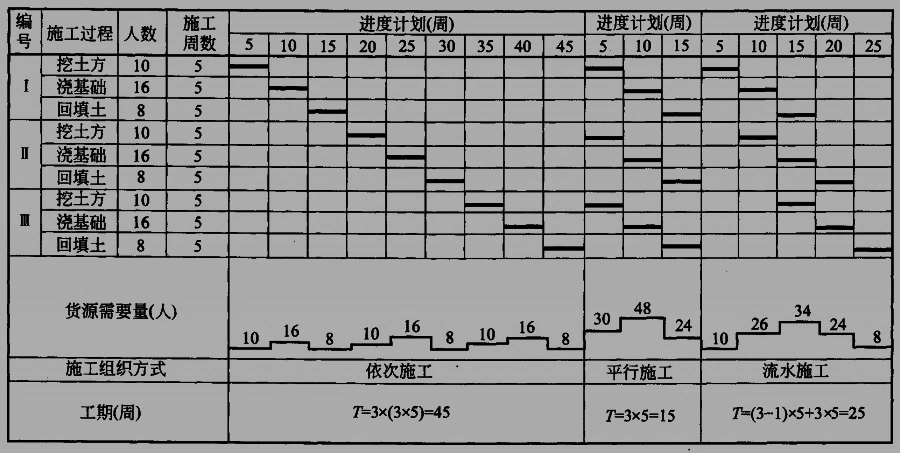 编号 施工过程 人数 施工周数 进度计划(周) 进度计划(周) 进度计划(周)
5 10 15 20 25 30 35 40 45 5 10 15 5 10 15 20 25
Ⅰ 挖土方 10 5
浇基础 16 5
回填土 8 5
Ⅱ 挖土方 10 5
浇基础 16 5
回填土 8 5
Ⅲ 挖土方 10 5
浇基础 16 5
回填土 8 5
货源需要量(人) 10 16 8 10 16 8 10 16 8 30 48 24 10 26 34 24 8
施工组织方式 依次施工 平行施工 流水施工
工期(周) T=3×(3×5)=45 T=3×5=15 T=(3-1)×5+3×5=25